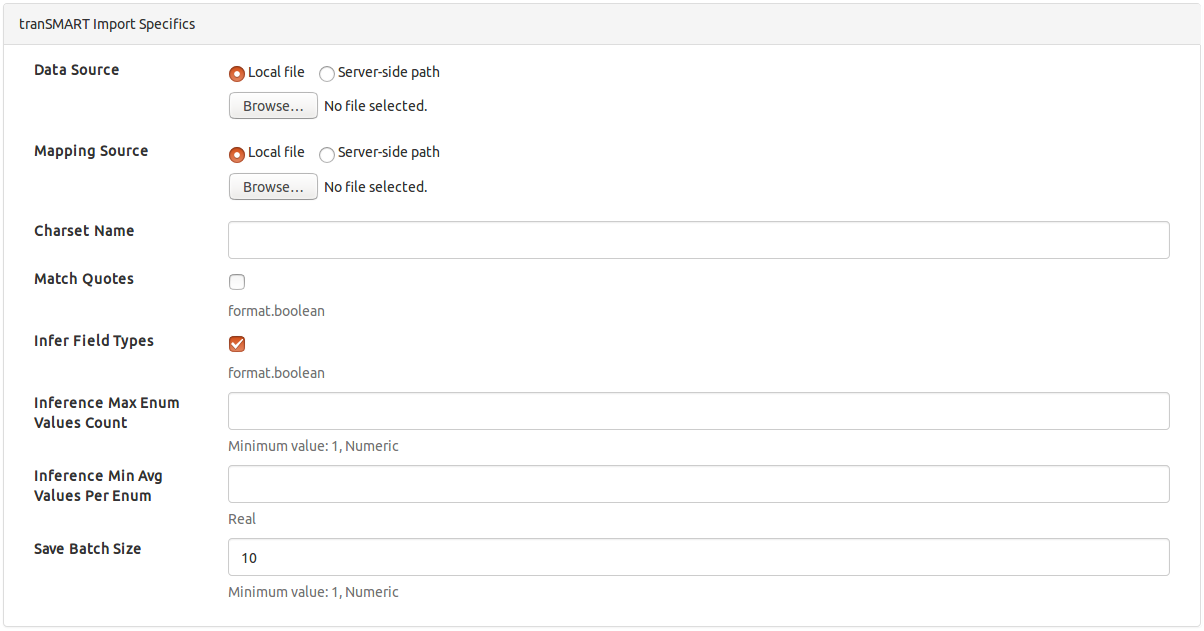 tranSMART Import Specifics
Data Source
Local file Server-side path
Browse... No file selected.
Mapping Source
Local file Server-side path
Browse... No file selected.
Charset Name
Match Quotes
format.boolean
Infer Field Types
format.boolean
Inference Max Enum
Values Count
Minimum value: 1, Numeric
Inference Min Avg
Values Per Enum
Real
Save Batch Size
10
Minimum value: 1, Numeric